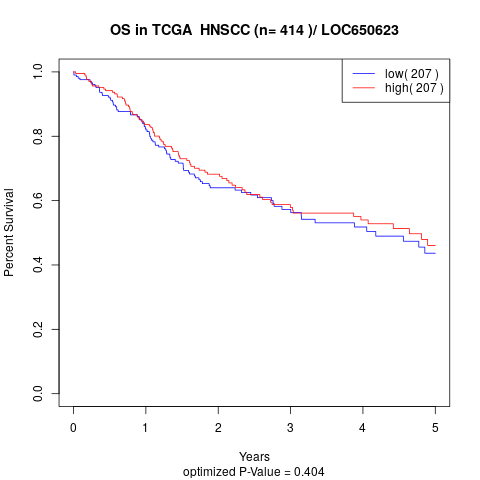 OS in TCGA  HNSCC (n= 414 )/ LOC650623
low( 207 )
high( 207 )
Percent Survival
1.0
0.8
0.6
0.4
0.2
0.0
0 1 2 3 4 5
Years
optimized P-Value = 0.404